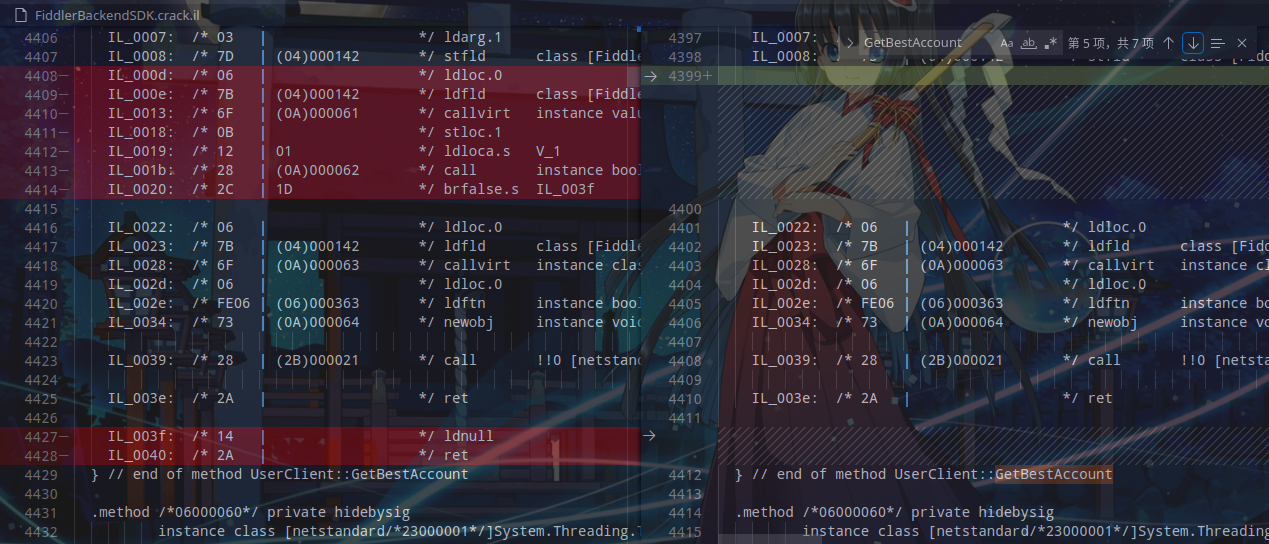 FiddlerBackendSDK.crack.il
GetBestAccount Aa ab .* 第 5 项，共 7 项
4406 IL_0007: /* 03 | */ ldarg.1
4407 IL_0008: /* 7D | (04)000142 */ stfld class [Fiddle
4408— IL_000d: /* 06 | */ ldloc.0
4409— IL_000e: /* 7B | (04)000142 */ ldfld class [Fiddle
4410— IL_0013: /* 6F | (0A)000061 */ callvirt instance valu
4411— IL_0018: /* 0B | */ stloc.1
4412— IL_0019: /* 12 | 01 */ ldloca.s V_1
4413— IL_001b: /* 28 | (0A)000062 */ call instance bool
4414— IL_0020: /* 2C | 1D */ brfalse.s IL_003f
4415
4416 IL_0022: /* 06 | */ ldloc.0
4417 IL_0023: /* 7B | (04)000142 */ ldfld class [Fiddle
4418 IL_0028: /* 6F | (0A)000063 */ callvirt instance clas
4419 IL_002d: /* 06 | */ ldloc.0
4420 IL_002e: /* FE06 | (06)000363 */ ldftn instance bool
4421 IL_0034: /* 73 | (0A)000064 */ newobj instance void
4422
4423 IL_0039: /* 28 | (2B)000021 */ call !!0 [netstand
4424
4425 IL_003e: /* 2A | */ ret
4426
4427— IL_003f: /* 14 | */ ldnull
4428— IL_0040: /* 2A | */ ret
4429 } // end of method UserClient::GetBestAccount
4430
4431 .method /*06000060*/ private hidebysig
4432 instance class [netstandard/*23000001*/]System.Threading.T
4397 IL_0007:
4398 IL_0008:
4399+
4400
4401 IL_0022: /* 06 | */ ldloc.0
4402 IL_0023: /* 7B | (04)000142 */ ldfld class [Fidd
4403 IL_0028: /* 6F | (0A)000063 */ callvirt instance cl
4404 IL_002d: /* 06 | */ ldloc.0
4405 IL_002e: /* FE06 | (06)000363 */ ldftn instance bo
4406 IL_0034: /* 73 | (0A)000064 */ newobj instance vo
4407
4408 IL_0039: /* 28 | (2B)000021 */ call !!0 [netsta
4409
4410 IL_003e: /* 2A | */ ret
4411
4412 } // end of method UserClient::GetBestAccount
4413
4414 .method /*06000060*/ private hidebysig
4415 instance class [netstandard/*23000001*/]System.Threading